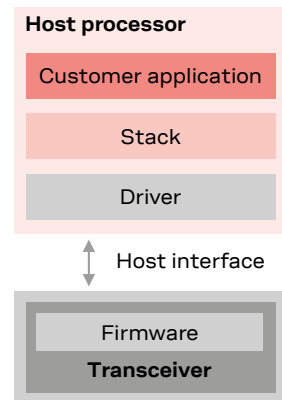 Host processor
Customer application
Stack
Driver
Host interface
Firmware
Transceiver